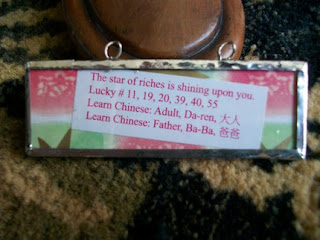 The star of riches is shining upon you.
Lucky # 11, 19, 20, 39, 40, 55
Learn Chinese: Adult, Da-ren, 大人
Learn Chinese: Father, Ba-Ba, 爸爸